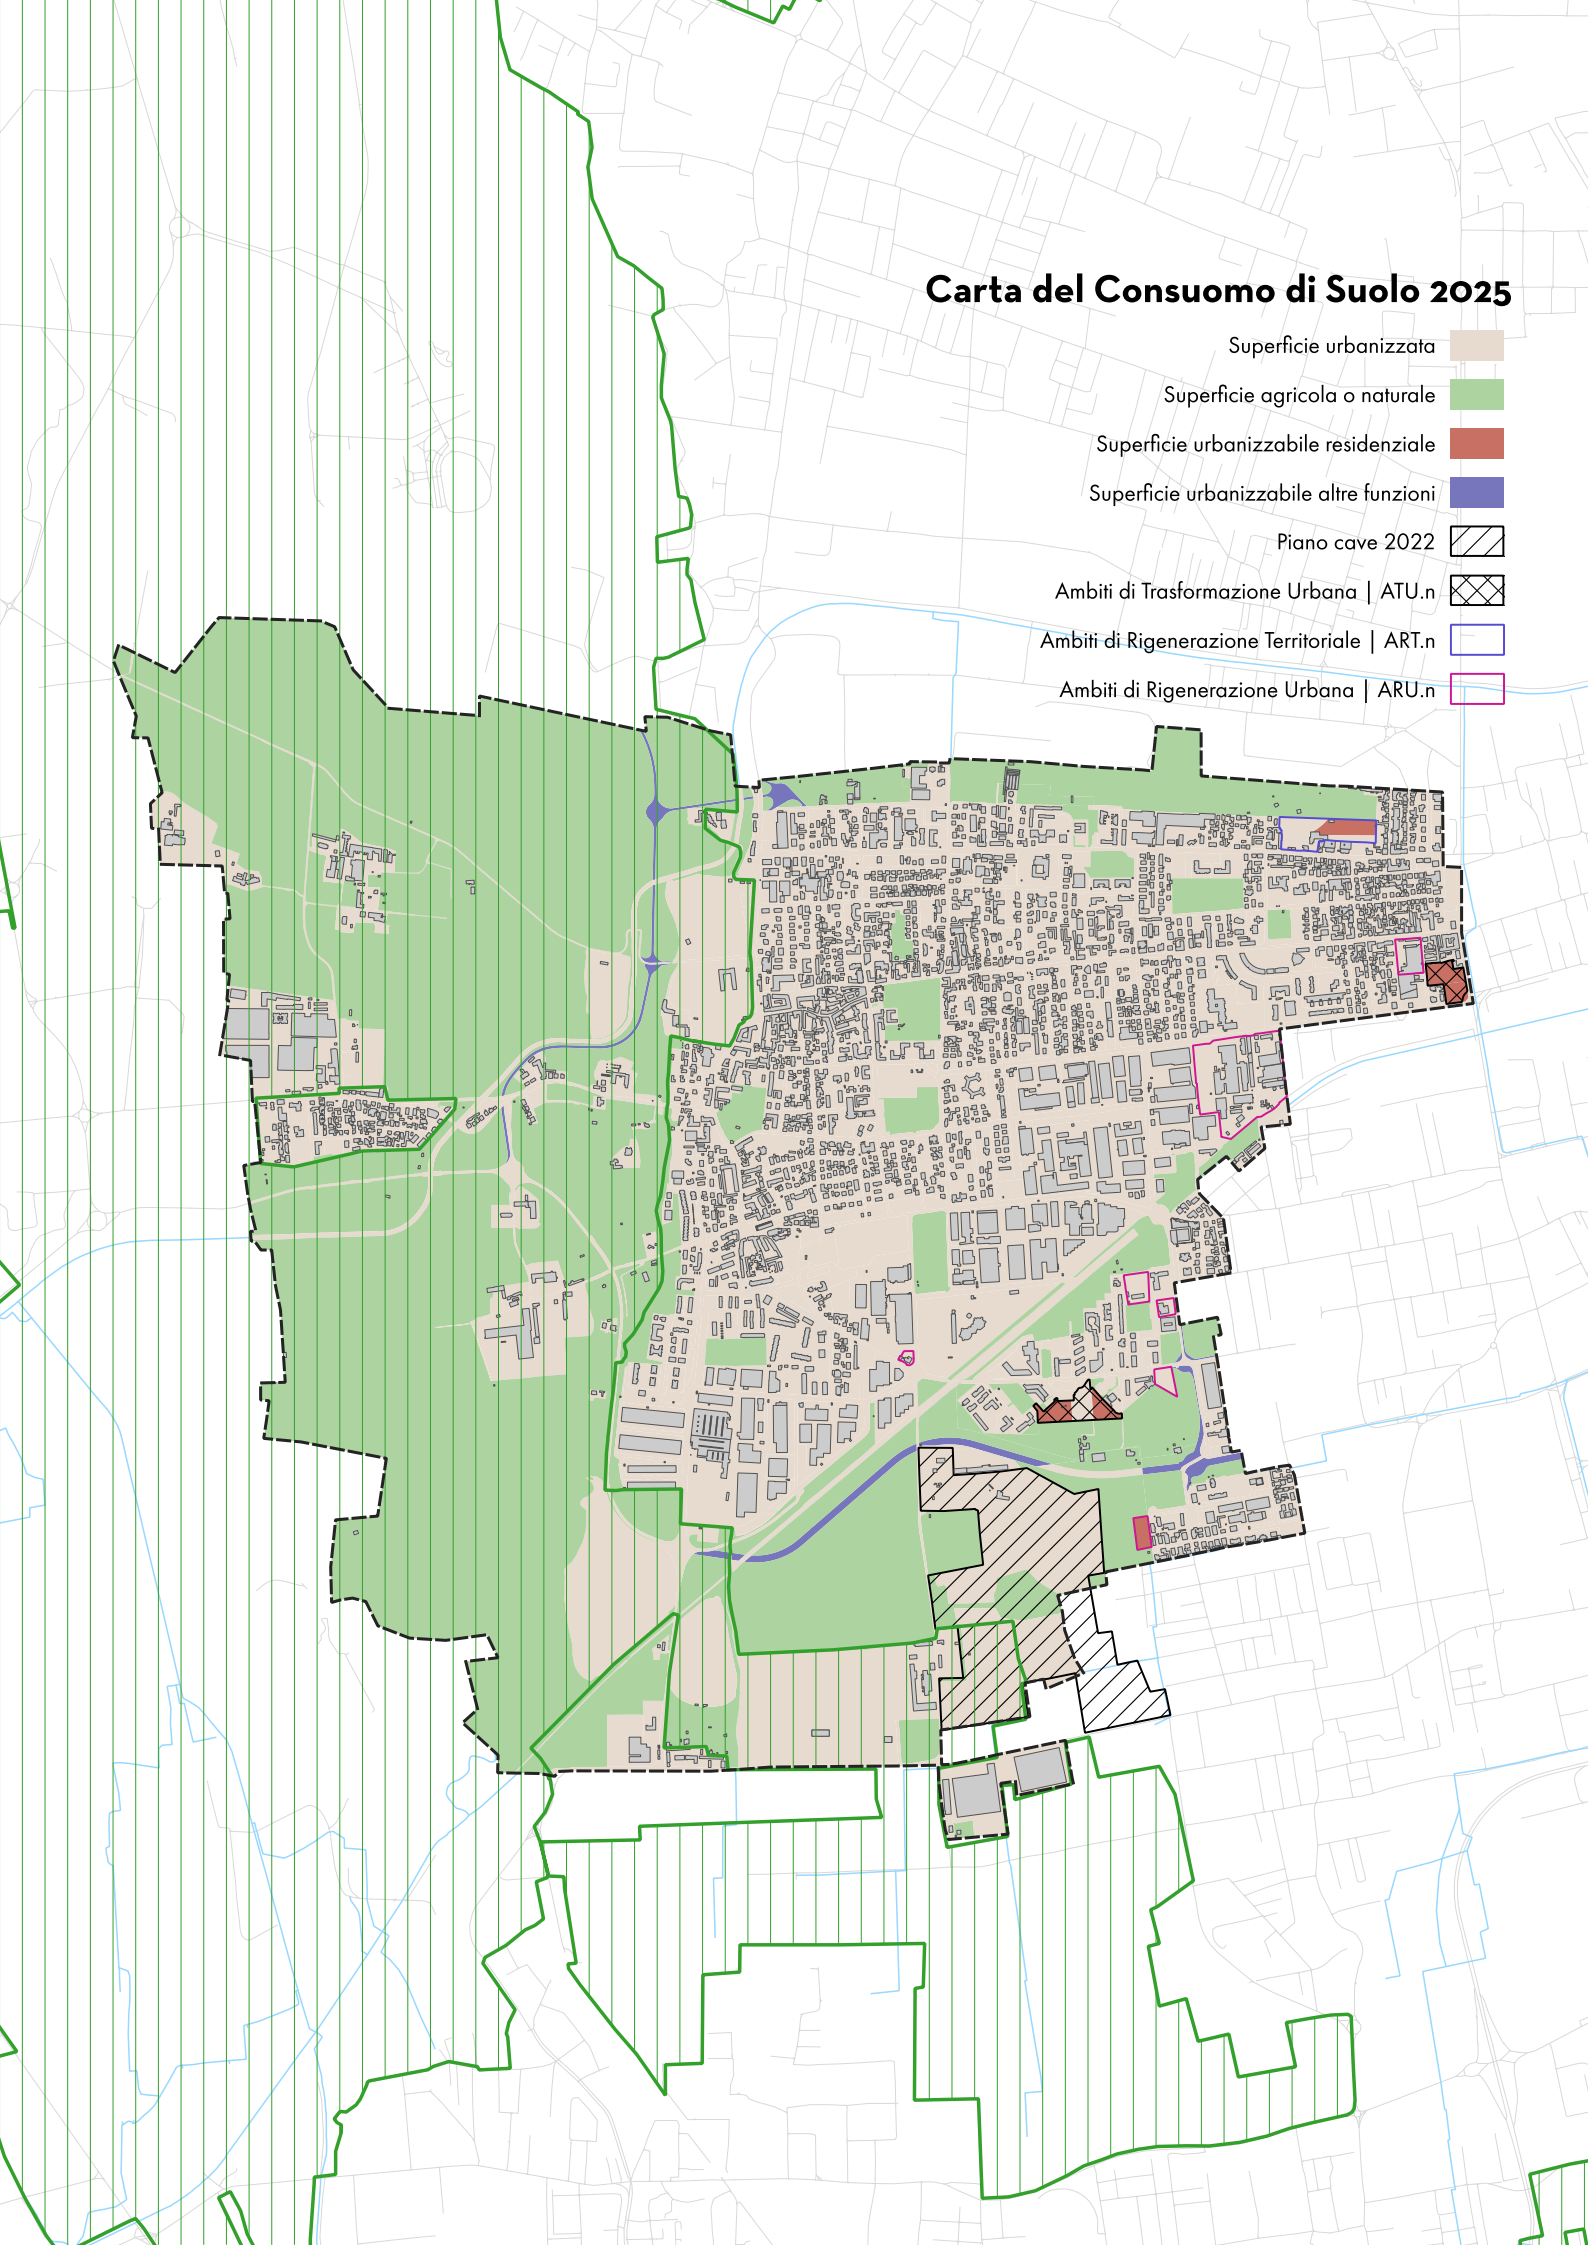 Carta del Consuomo di Suolo 2025
Superficie urbanizzata
Superficie agricola o naturale
Superficie urbanizzabile residenziale
Superficie urbanizzabile altre funzioni
Piano cave 2022
Ambiti di Trasformazione Urbana | ATU.n
Ambiti di Rigenerazione Territoriale | ART.n
Ambiti di Rigenerazione Urbana | ARU.n